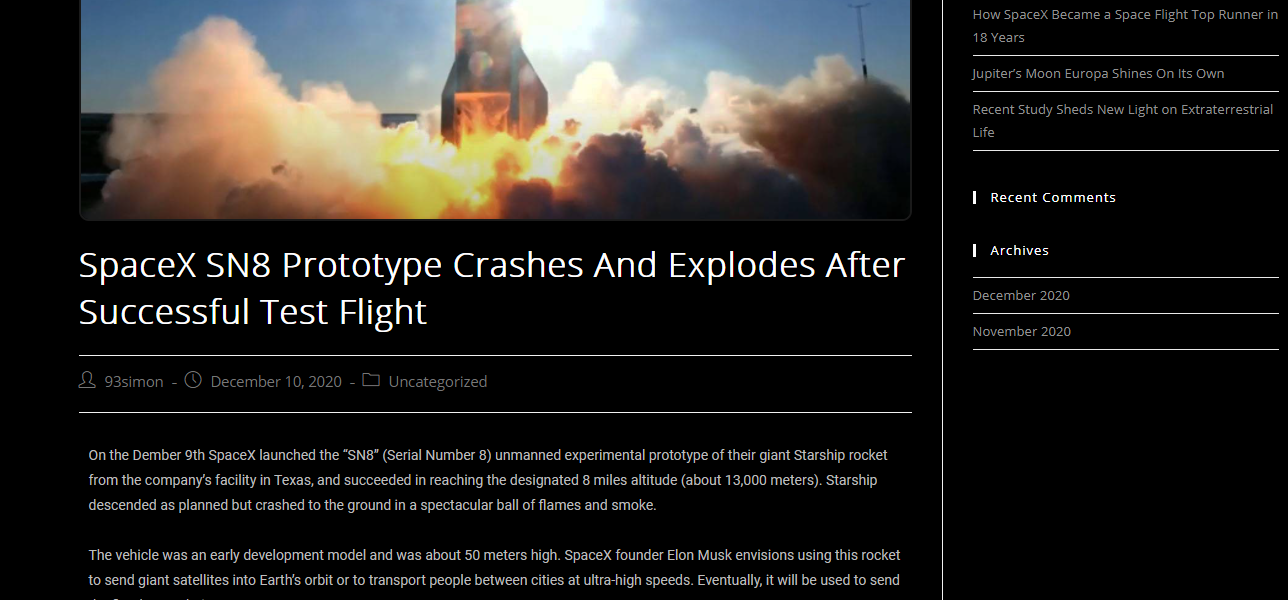 SpaceX SN8 Prototype Crashes And Explodes After
Successful Test Flight
93simon - December 10, 2020 - Uncategorized
On the Dember 9th SpaceX launched the “SN8” (Serial Number 8) unmanned experimental prototype of their giant Starship rocket
from the company’s facility in Texas, and succeeded in reaching the designated 8 miles altitude (about 13,000 meters). Starship
descended as planned but crashed to the ground in a spectacular ball of flames and smoke.
The vehicle was an early development model and was about 50 meters high. SpaceX founder Elon Musk envisions using this rocket
to send giant satellites into Earth’s orbit or to transport people between cities at ultra-high speeds. Eventually, it will be used to send
How SpaceX Became a Space Flight Top Runner in
18 Years
Jupiter’s Moon Europa Shines On Its Own
Recent Study Sheds New Light on Extraterrestrial
Life
Recent Comments
Archives
December 2020
November 2020